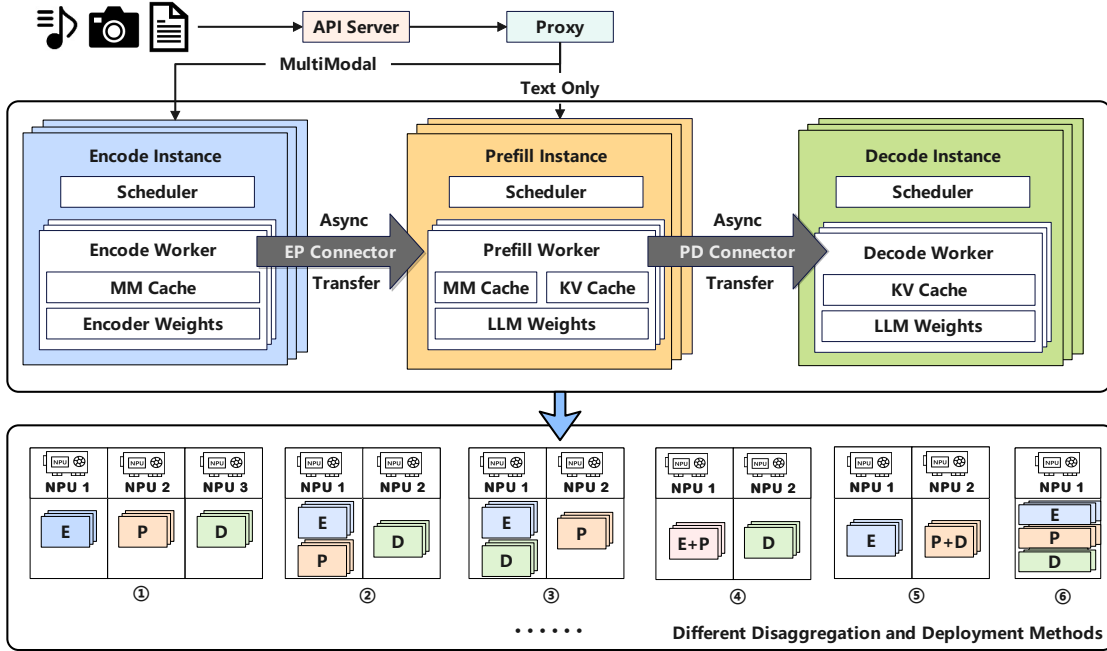 API Server
Proxy
MultiModal
Text Only
Encode Instance
Scheduler
Encode Worker
MM Cache
Encoder Weights
Async
EP Connector
Transfer
Prefill Instance
Scheduler
Prefill Worker
MM Cache
KV Cache
LLM Weights
Async
PD Connector
Transfer
Decode Instance
Scheduler
Decode Worker
KV Cache
LLM Weights
NPU NPU NPU
NPU 1 NPU 2 NPU 3
E P D
①
NPU NPU
NPU 1 NPU 2
E
P
D
②
NPU NPU
NPU 1 NPU 2
E
D
P
③
NPU NPU
NPU 1 NPU 2
E+P D
④
NPU NPU
NPU 1 NPU 2
E P+D
⑤
NPU
NPU 1
E
P
D
⑥
······
Different Disaggregation and Deployment Methods